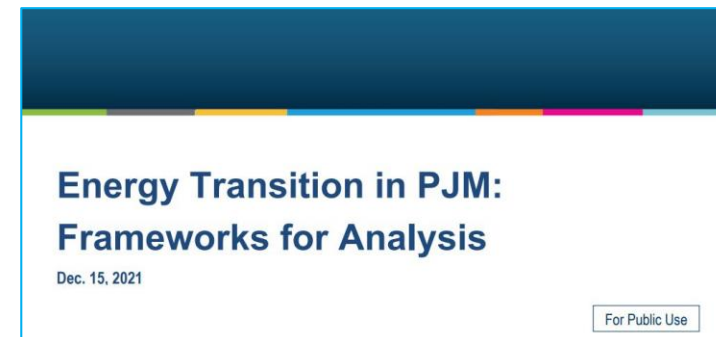 Energy Transition in PJM:
Frameworks for Analysis
Dec. 15, 2021
For Public Use